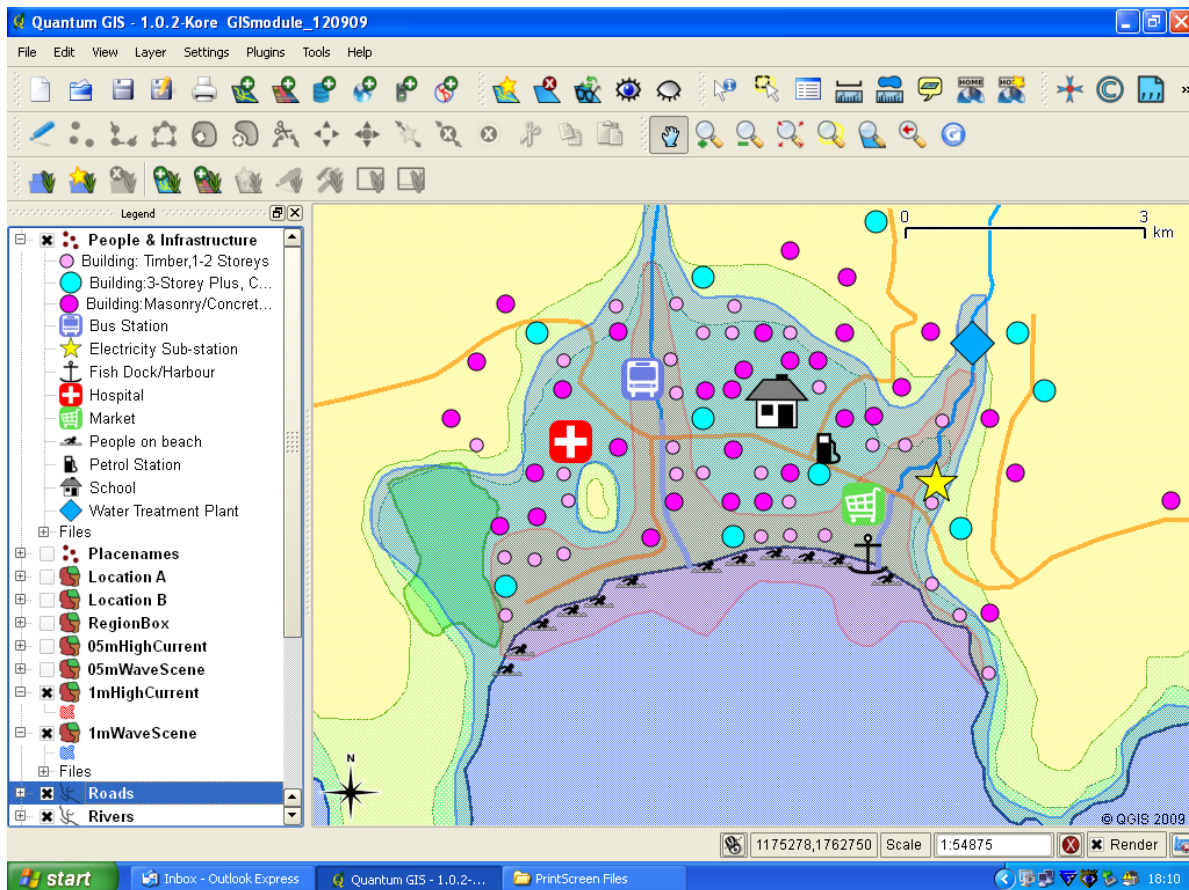 Quantum GIS - 1.0.2-Kore GISmodule_120909
File Edit View Layer Settings Plugins Tools Help
Legend
People & Infrastructure
Building: Timber,1-2 Storeys
Building:3-Storey Plus, C...
Building:Masonry/Concret...
Bus Station
Electricity Sub-station
Fish Dock/Harbour
Hospital
Market
People on beach
Petrol Station
School
Water Treatment Plant
Files
Placenames
Location A
Location B
RegionBox
05mHighCurrent
05mWaveScene
1mHighCurrent
1mWaveScene
Files
Roads
Rivers
HOME
0 3
km
N
© QGIS 2009
1175278,1762750 Scale 1:54875 Render
start Inbox - Outlook Express Quantum GIS - 1.0.2-... PrintScreen Files 18:10